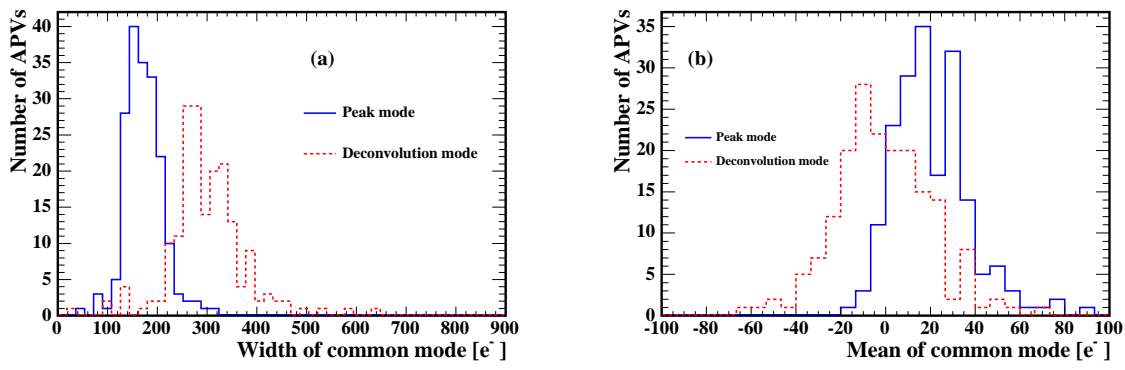 Number of APVs
40
35
30
25
20
15
10
5
0
(a)
Peak mode
Deconvolution mode
0 100 200 300 400 500 600 700 800 900
Width of common mode [e⁻]
Number of APVs
35
30
25
20
15
10
5
0
(b)
Peak mode
Deconvolution mode
-100 -80 -60 -40 -20 0 20 40 60 80 100
Mean of common mode [e⁻]